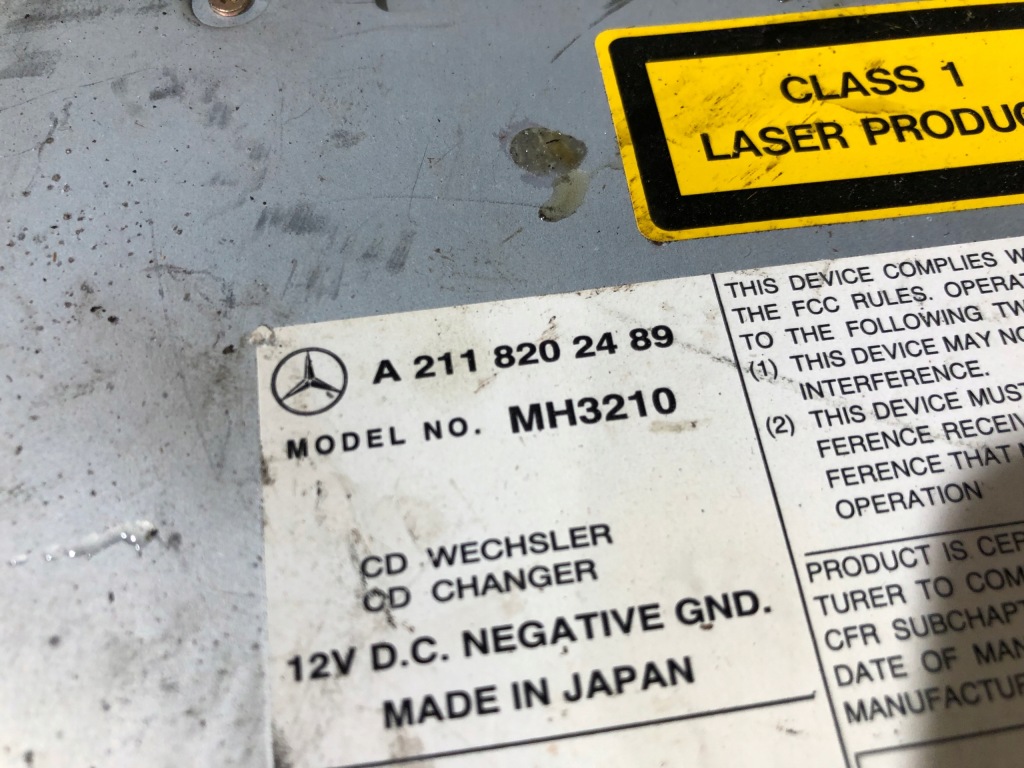 CLASS 1
LASER PRODUC
A 211 820 24 89
MODEL NO. MH3210
CD WECHSLER
CD CHANGER
12V D.C. NEGATIVE GND.
MADE IN JAPAN
THIS DEVICE COMPLIES W
THE FCC RULES. OPERA
TO THE FOLLOWING TW
(1) THIS DEVICE MAY NO
INTERFERENCE.
(2) THIS DEVICE MUST
FERENCE RECEIV
FERENCE THAT
OPERATION
PRODUCT IS CER
TURER TO COM
CFR SUBCHAPT
DATE OF MAN
MANUFACTUR